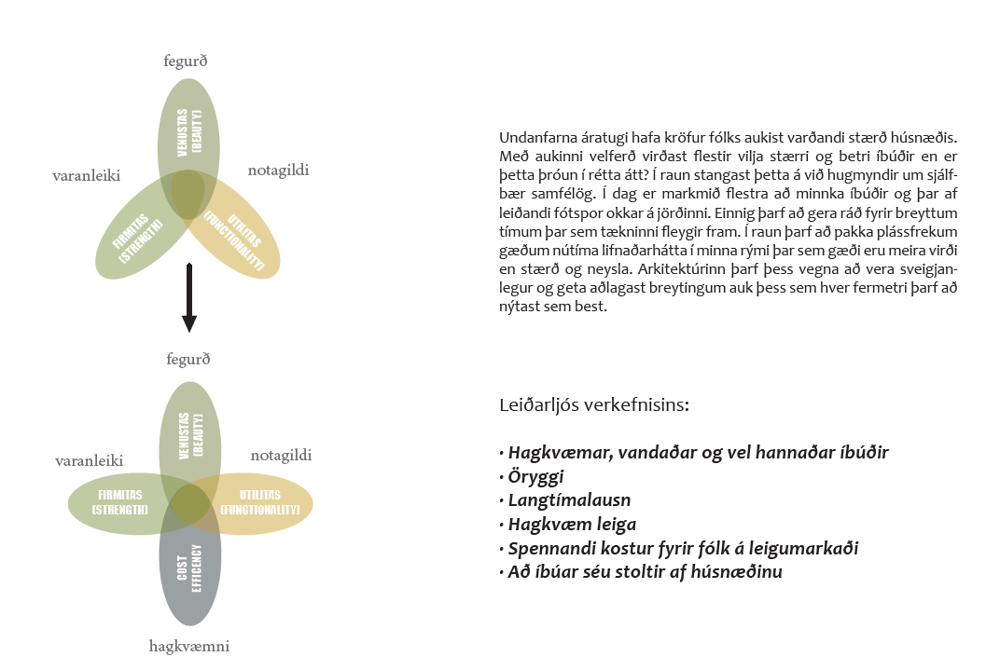 fegurð
VENUSTAS
(BEAUTY)
varanleiki
notagildi
FIRMITAS
(STRENGTH)
UTILITAS
(FUNCTIONALITY)
fegurð
VENUSTAS
(BEAUTY)
varanleiki
notagildi
FIRMITAS
(STRENGTH)
UTILITAS
(FUNCTIONALITY)
COST
EFFICENCY
hagkvæmni
Undanfarna áratugi hafa kröfur fólks aukist varðandi stærð húsnæðis.
Með aukinni velferð virðast flestir vilja stærri og betri íbúðir en er
þetta þróun í rétta átt? Í raun stangast þetta á við hugmyndir um sjálf-
bær samfélög. Í dag er markmið flestra að minnka íbúðir og þar af
leiðandi fótspor okkar á jörðinni. Einnig þarf að gera ráð fyrir breyttum
tímum þar sem tækninni fleygir fram. Í raun þarf að pakka plássfrekum
gæðum nútíma lifnaðarhátta í minna rými þar sem gæði eru meira virði
en stærð og neysla. Arkitektúrinn þarf þess vegna að vera sveigjan-
legur og geta aðlagast breytingum auk þess sem hver fermetri þarf að
nýtast sem best.
Leiðarljós verkefnisins:
· Hagkvæmar, vandaðar og vel hannaðar íbúðir
· Öryggi
· Langtímalausn
· Hagkvæm leiga
· Spennandi kostur fyrir fólk á leigumarkaði
· Að íbúar séu stoltir af húsnæðinu